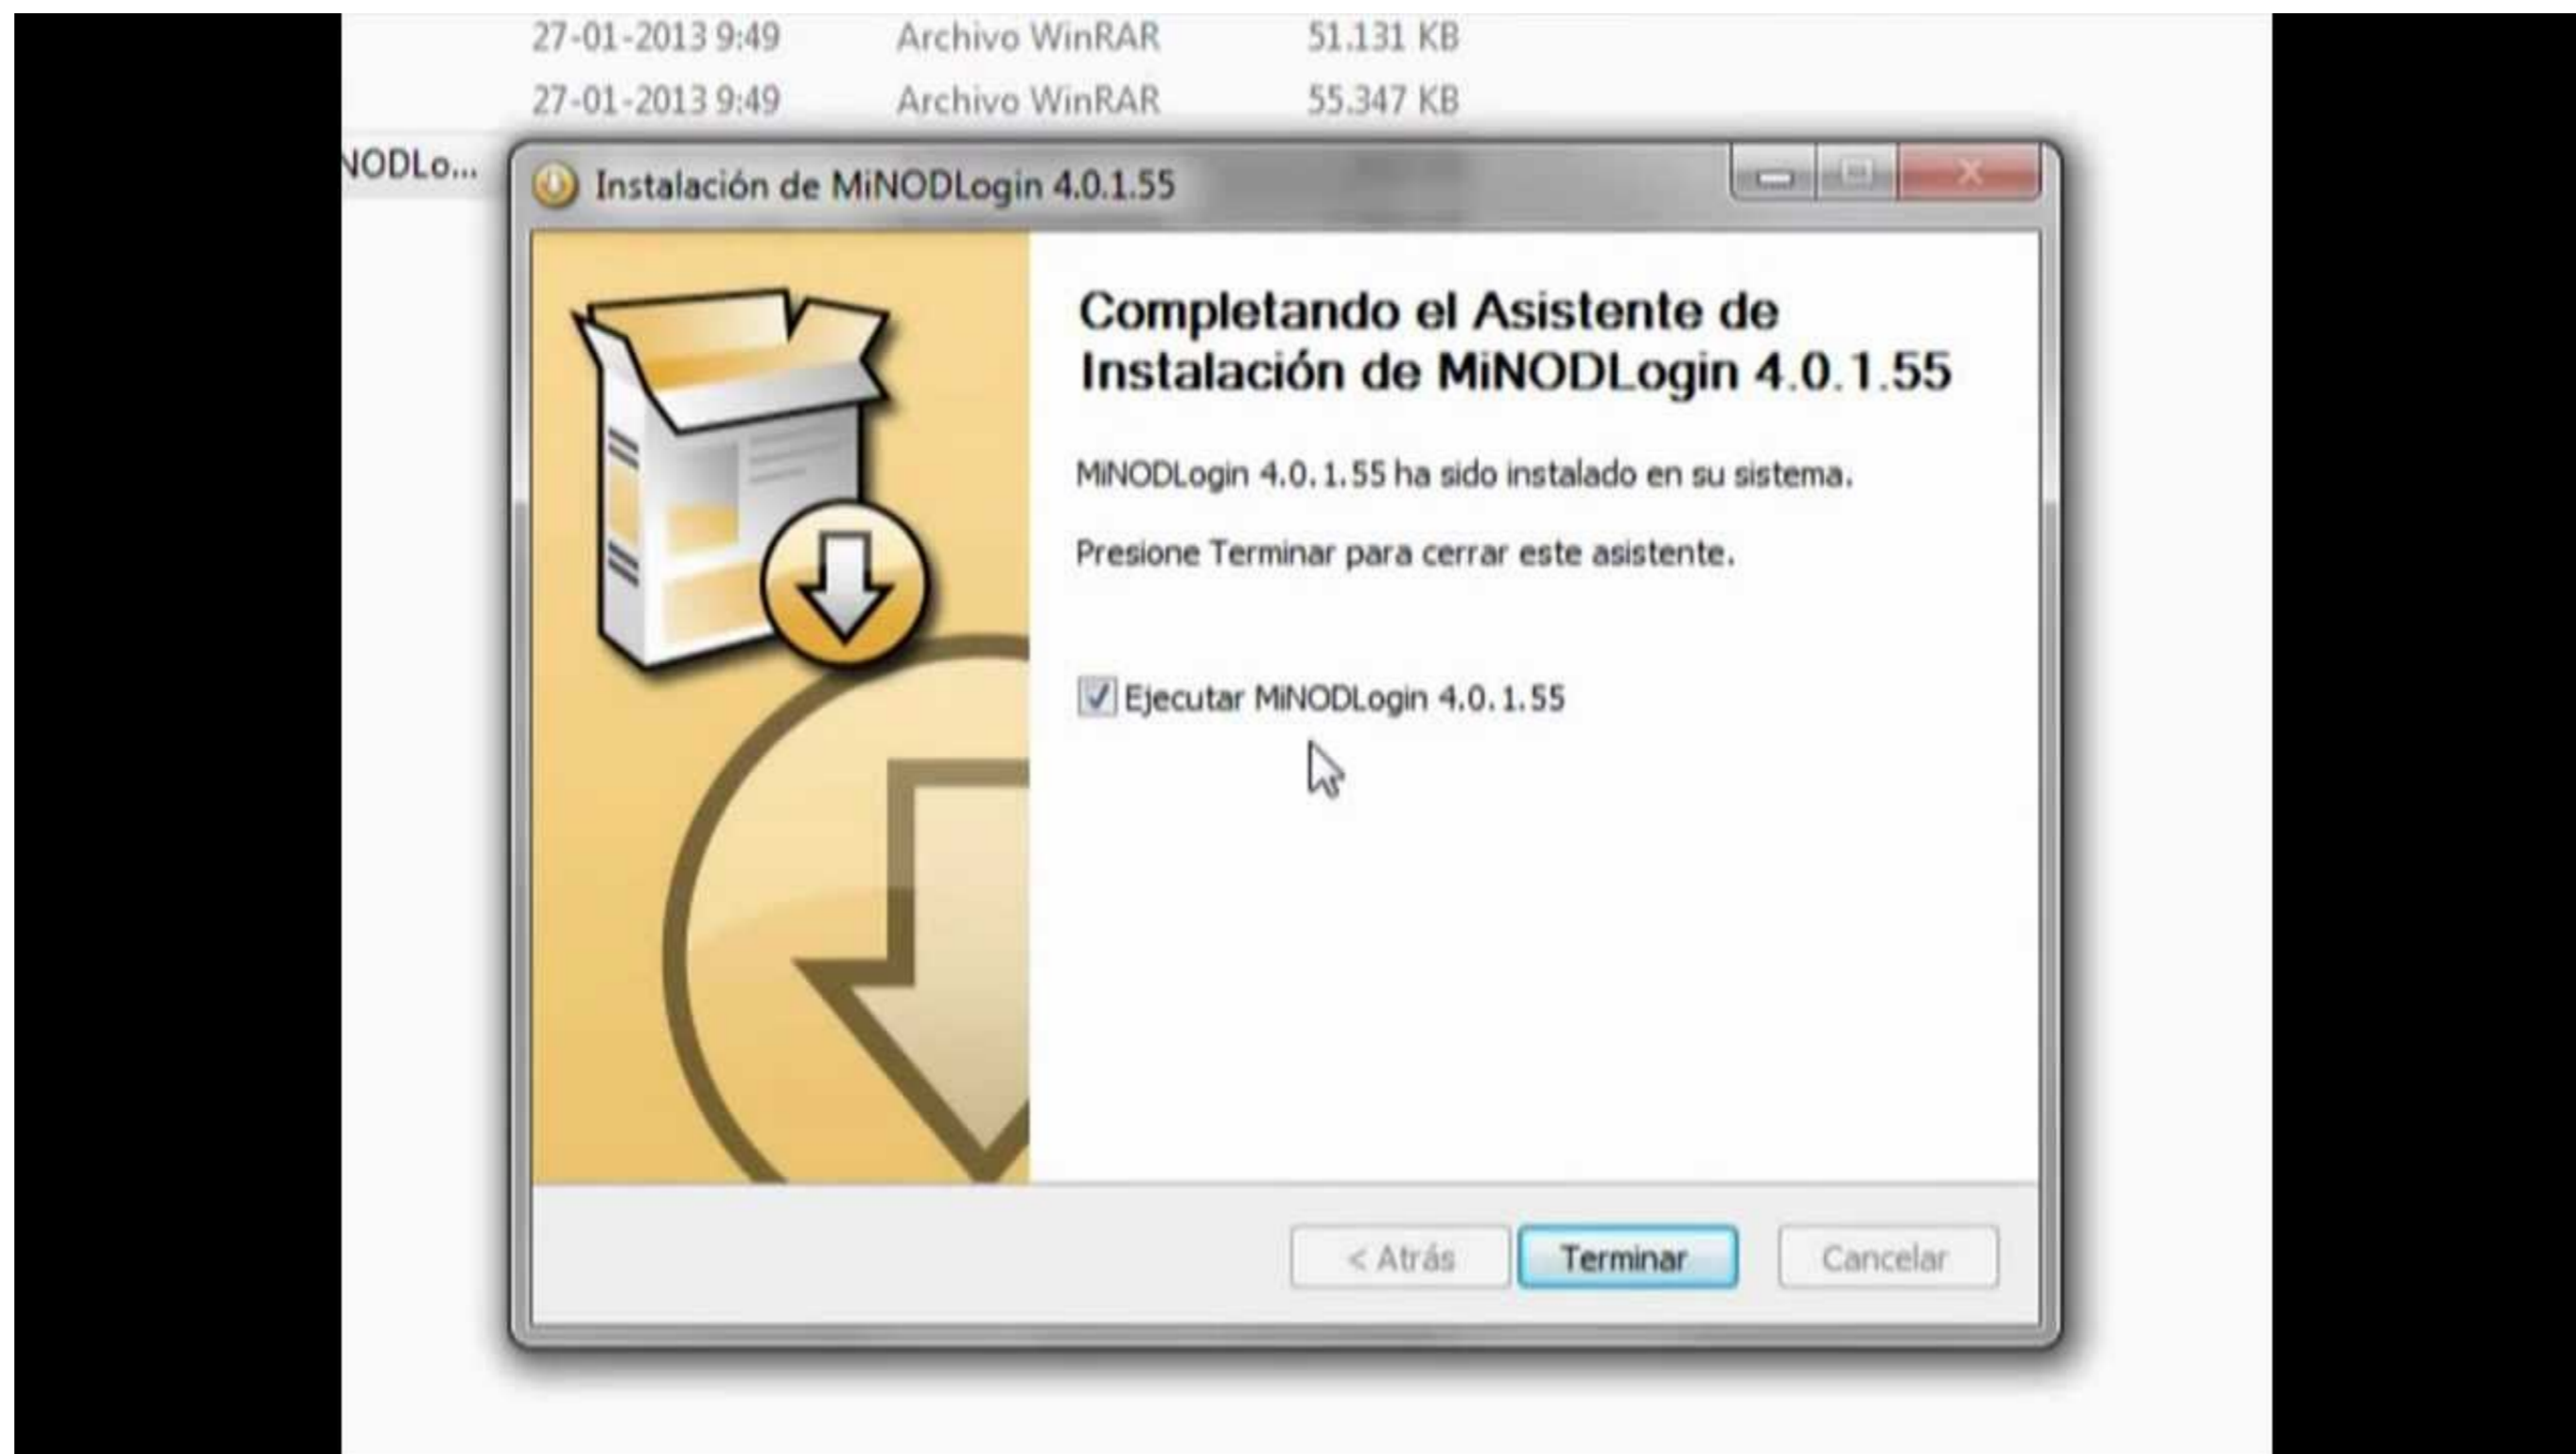 27-01-2013 9:49 Archivo WinRAR 51.131 KB
27-01-2013 9:49 Archivo WinRAR 55.347 KB
NODLo...
Instalación de MiNODLogin 4.0.1.55
Completando el Asistente de
Instalación de MiNODLogin 4.0.1.55
MiNODLogin 4.0.1.55 ha sido instalado en su sistema.
Presione Terminar para cerrar este asistente.
Ejecutar MiNODLogin 4.0.1.55
< Atrás Terminar Cancelar